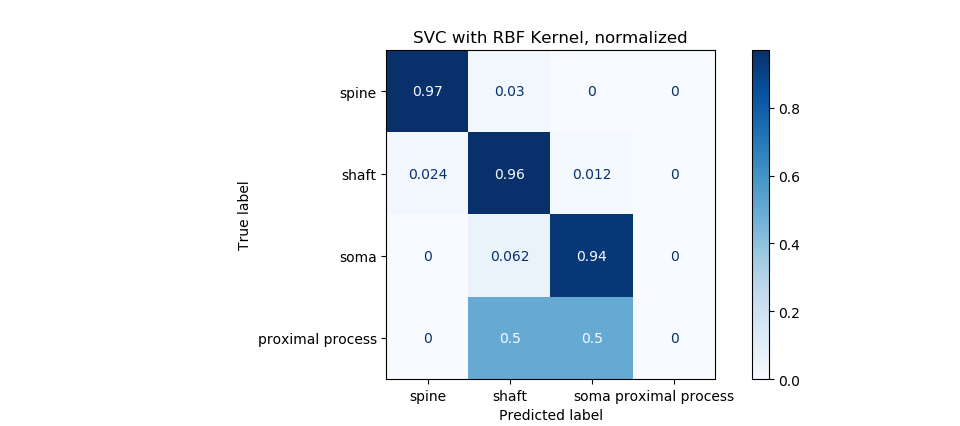 SVC with RBF Kernel, normalized
spine 0.97 0.03 0 0
shaft 0.024 0.96 0.012 0
soma 0 0.062 0.94 0
proximal process 0 0.5 0.5 0
spine shaft soma proximal process
Predicted label
True label
0.8
0.6
0.4
0.2
0.0